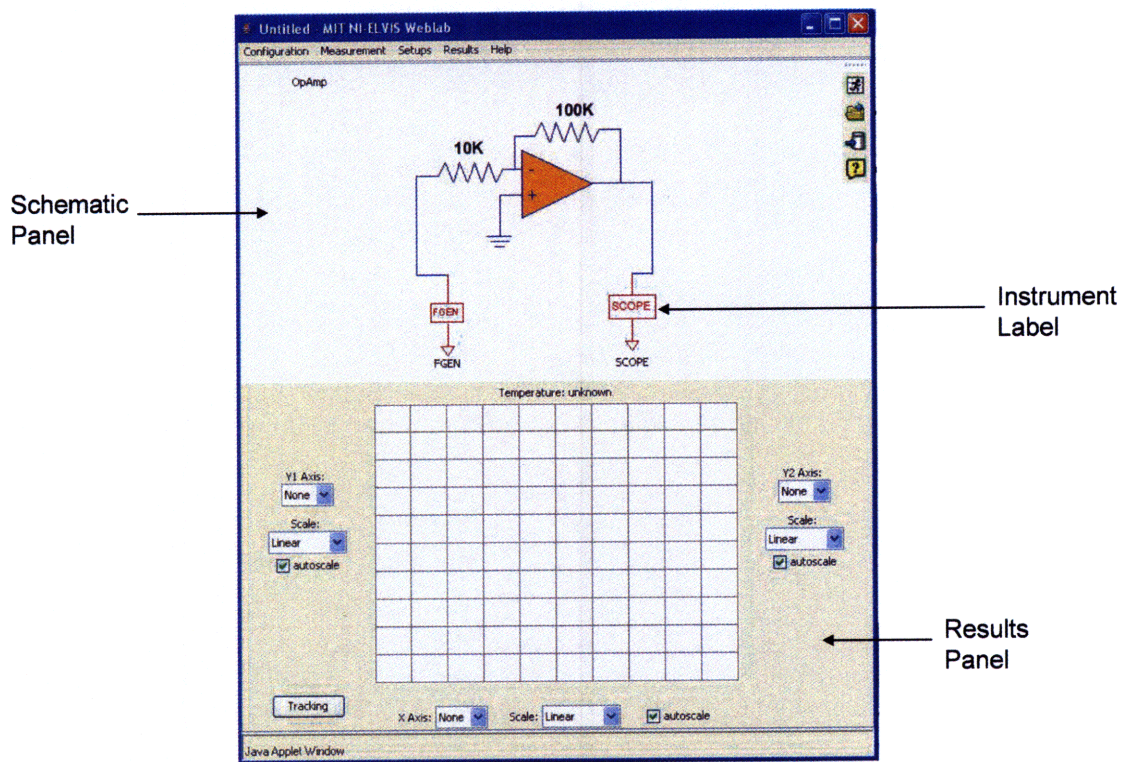 Untitled - MIT NI-ELVIS Weblab
Configuration Measurement Setups Results Help
OpAmp
100K
10K
-
+
Schematic
Panel
FGEN
SCOPE
Instrument
Label
FGEN
SCOPE
Temperature: unknown
Y1 Axis:
None
Scale:
Linear
autoscale
Y2 Axis:
None
Scale:
Linear
autoscale
Results
Panel
Tracking
X Axis: None Scale: Linear autoscale
Java Applet Window
?